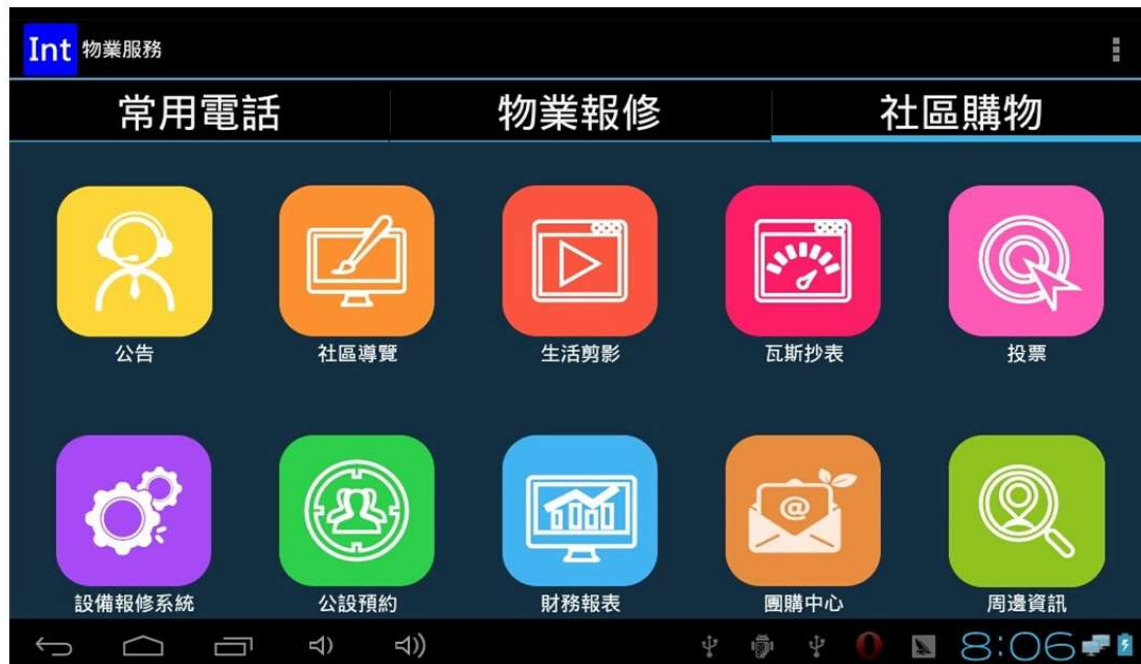 Int 物業服務
常用電話 物業報修 社區購物
公告 社區導覽 生活剪影 瓦斯抄表 投票
@
設備報修系統 公設預約 財務報表 團購中心 周邊資訊
8:06